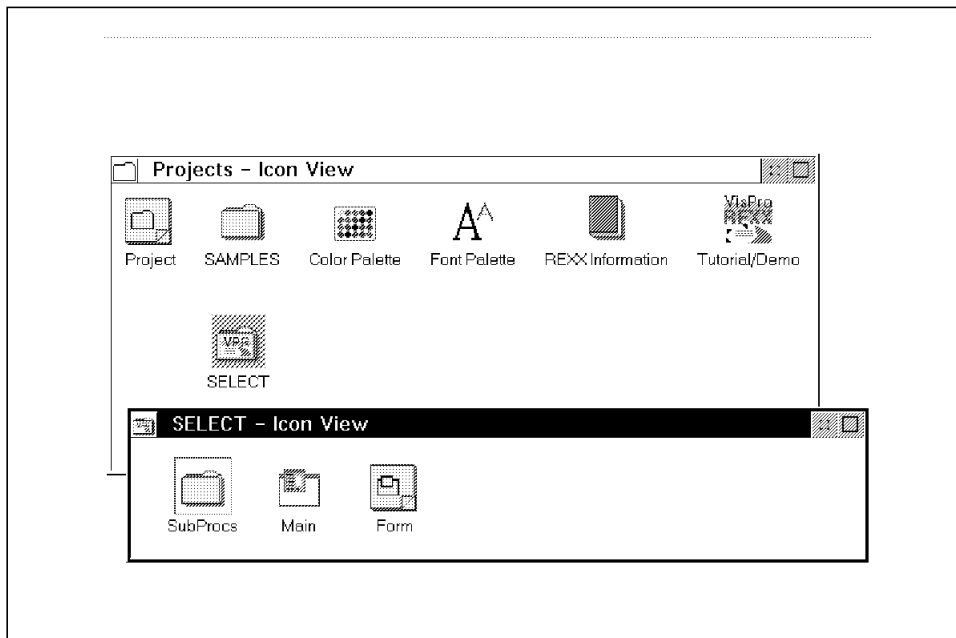 Projects – Icon View
VisPro
REXX
Project SAMPLES Color Palette Font Palette REXX Information Tutorial/Demo
SELECT
SELECT – Icon View
SubProcs Main Form